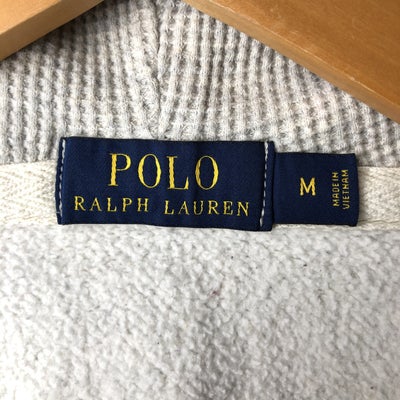 POLO
RALPH LAUREN
M
MADE IN
VIETNAM